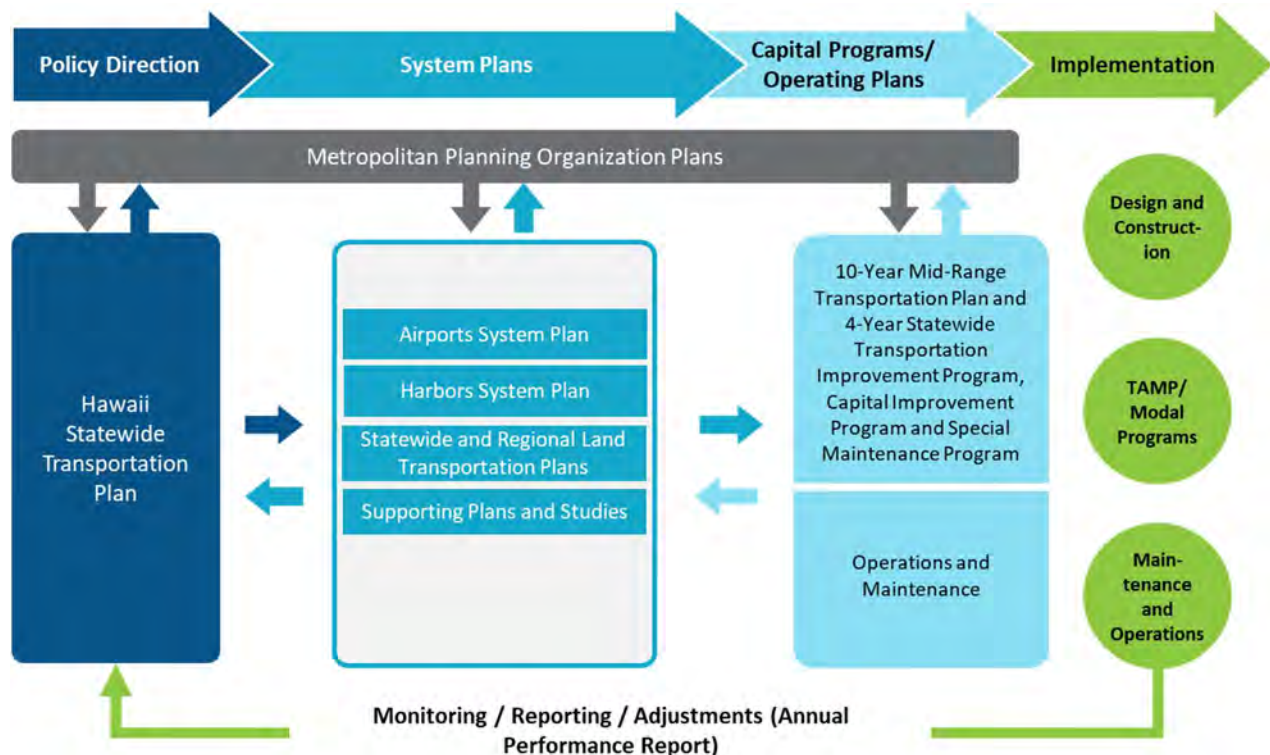 Policy Direction
System Plans
Capital Programs/
Operating Plans
Implementation
Metropolitan Planning Organization Plans
Hawaii
Statewide
Transportation
Plan
Airports System Plan
Harbors System Plan
Statewide and Regional Land
Transportation Plans
Supporting Plans and Studies
10-Year Mid-Range
Transportation Plan and
4-Year Statewide
Transportation
Improvement Program,
Capital Improvement
Program and Special
Maintenance Program
Operations and
Maintenance
Design and
Construct-
ion
TAMP/
Modal
Programs
Main-
tenance
and
Operations
Monitoring / Reporting / Adjustments (Annual
Performance Report)